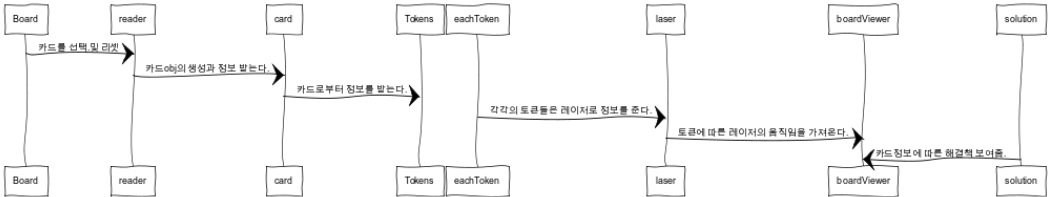 Board reader card Tokens eachToken laser boardViewer solution
카드를 선택 및 리셋
카드obj의 생성과 정보 받는다.
카드로부터 정보를 받는다.
각각의 토큰들은 레이저로 정보를 준다.
토큰에 따른 레이저의 움직임을 가져온다.
카드정보에 따른 해결책 보여줌.
Board reader card Tokens eachToken laser boardViewer solution